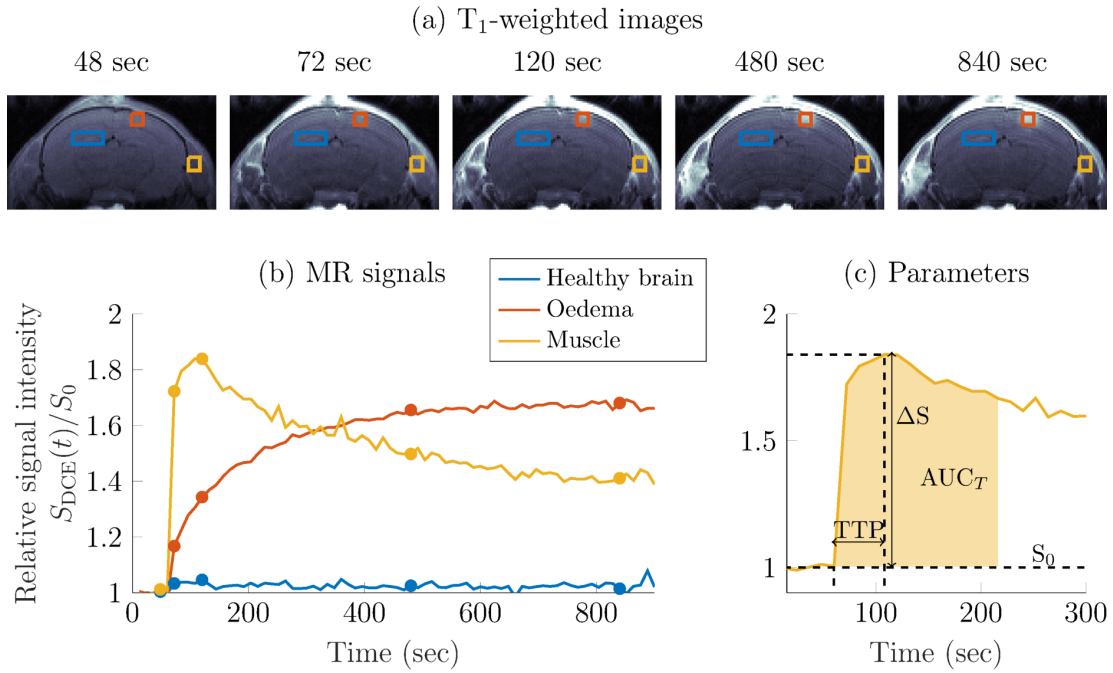 (a) T₁-weighted images
48 sec 72 sec 120 sec 480 sec 840 sec
(b) MR signals
Healthy brain
Oedema
Muscle
Relative signal intensity
S_DCE(t)/S₀
2
1.8
1.6
1.4
1.2
1
0 200 400 600 800
Time (sec)
(c) Parameters
2
1.5
1
ΔS
AUC_T
TTP
S₀
100 200 300
Time (sec)